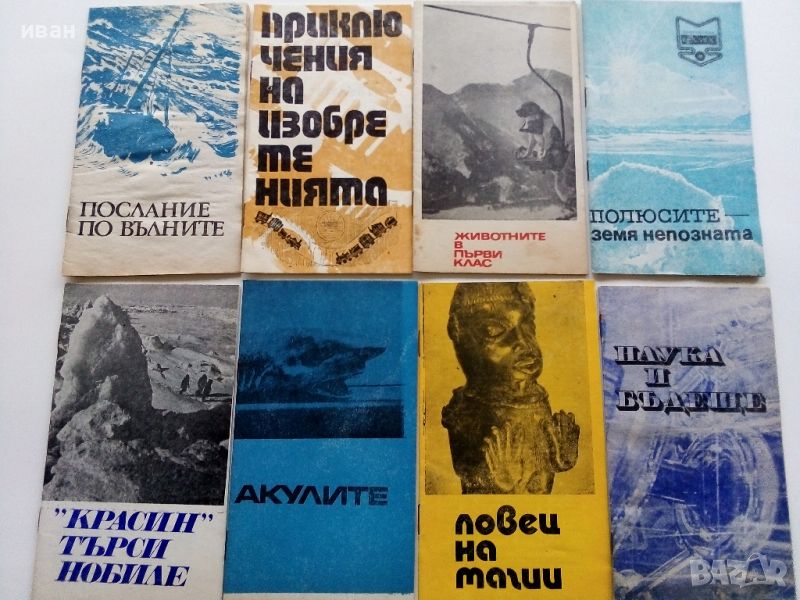 иван
ПОСЛАНИЕ
ПО ВЪЛНИТЕ
ПРИКЛЮ
ЧЕНИЯ
НА
ИЗОБРЕ
ТЕ
НИЯТА
ЖИВОТНИТЕ
В
ПЪРВИ
КЛАС
ПОЛЮСИТЕ —
земя непозната
"КРАСИН"
ТЪРСИ
НОБИЛЕ
АКУЛИТЕ
ловец
на
магии
НАУКА
И
БЪДЕЩЕ
BAZAR